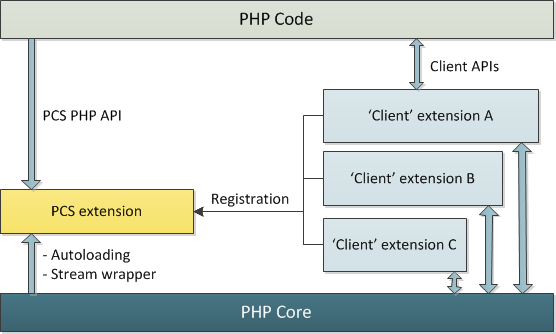 PHP Code
Client APIs
PCS PHP API
‘Client’ extension A
‘Client’ extension B
Registration
PCS extension
‘Client’ extension C
- Autoloading
- Stream wrapper
PHP Core